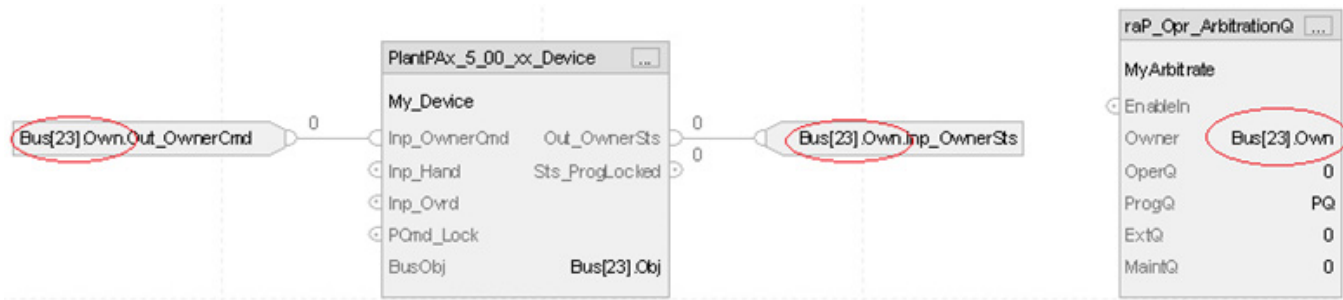 PlantPAx_5_00_xx_Device ...
My_Device
Bus[23].Own.Out_OwnerCmd
0
Inp_OwnerCmd Out_OwnerSts
0
Bus[23].Own.Inp_OwnerSts
Inp_Hand Sts_ProgLocked
0
Inp_Ovrd
PCmd_Lock
BusObj Bus[23].Obj
raP_Opr_ArbitrationQ ...
MyArbitrate
EnableIn
Owner Bus[23].Own
OperQ 0
ProgQ PQ
ExtQ 0
MaintQ 0